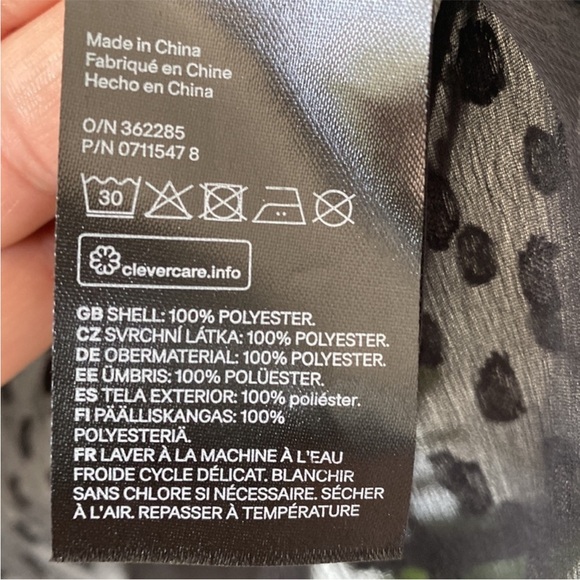 Made in China
Fabriqué en Chine
Hecho en China
O/N 362285
P/N 0711547 8
30
clevercare.info
GB SHELL: 100% POLYESTER.
CZ SVRCHNÍ LÁTKA: 100% POLYESTER.
DE OBERMATERIAL: 100% POLYESTER.
EE ÜMBRIS: 100% POLÜESTER.
ES TELA EXTERIOR: 100% poliéster.
FI PÄÄLLISKANGAS: 100%
POLYESTERIÄ.
FR LAVER À LA MACHINE À L'EAU
FROIDE CYCLE DÉLICAT. BLANCHIR
SANS CHLORE SI NÉCESSAIRE. SÉCHER
À L'AIR. REPASSER À TEMPÉRATURE